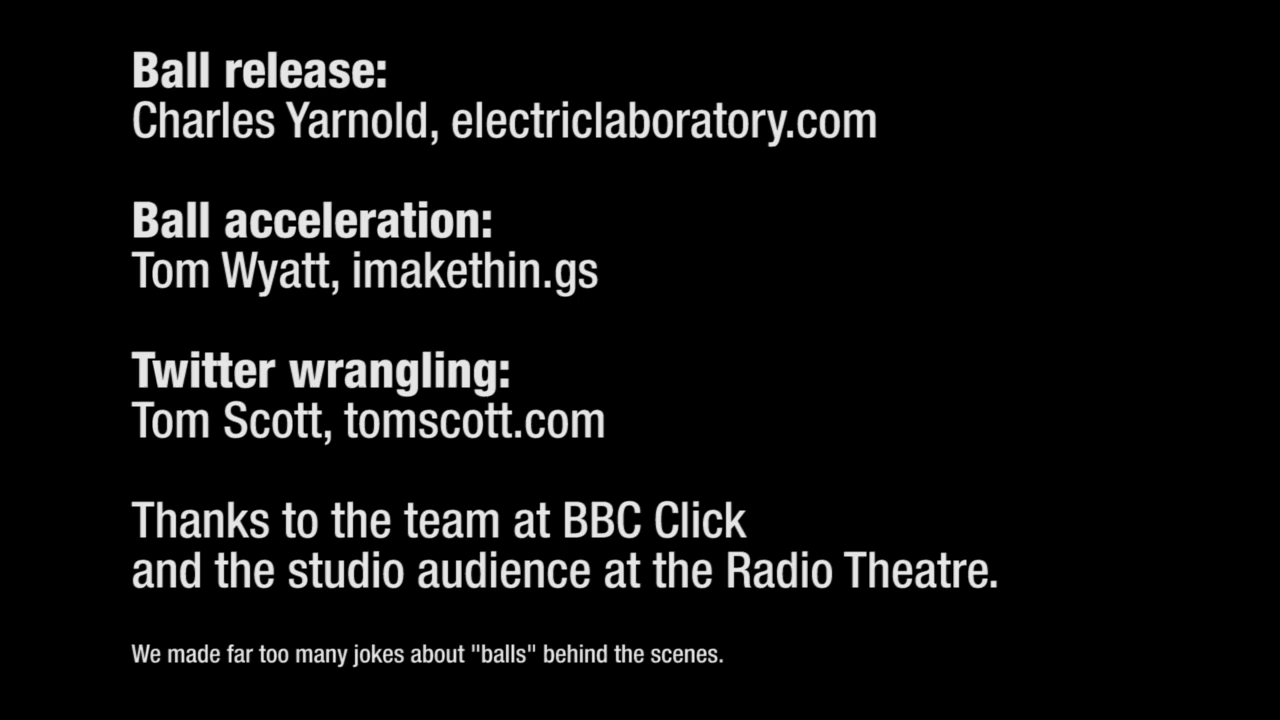 Ball release:
Charles Yarnold, electriclaboratory.com
Ball acceleration:
Tom Wyatt, imakethin.gs
Twitter wrangling:
Tom Scott, tomscott.com
Thanks to the team at BBC Click
and the studio audience at the Radio Theatre.
We made far too many jokes about "balls" behind the scenes.